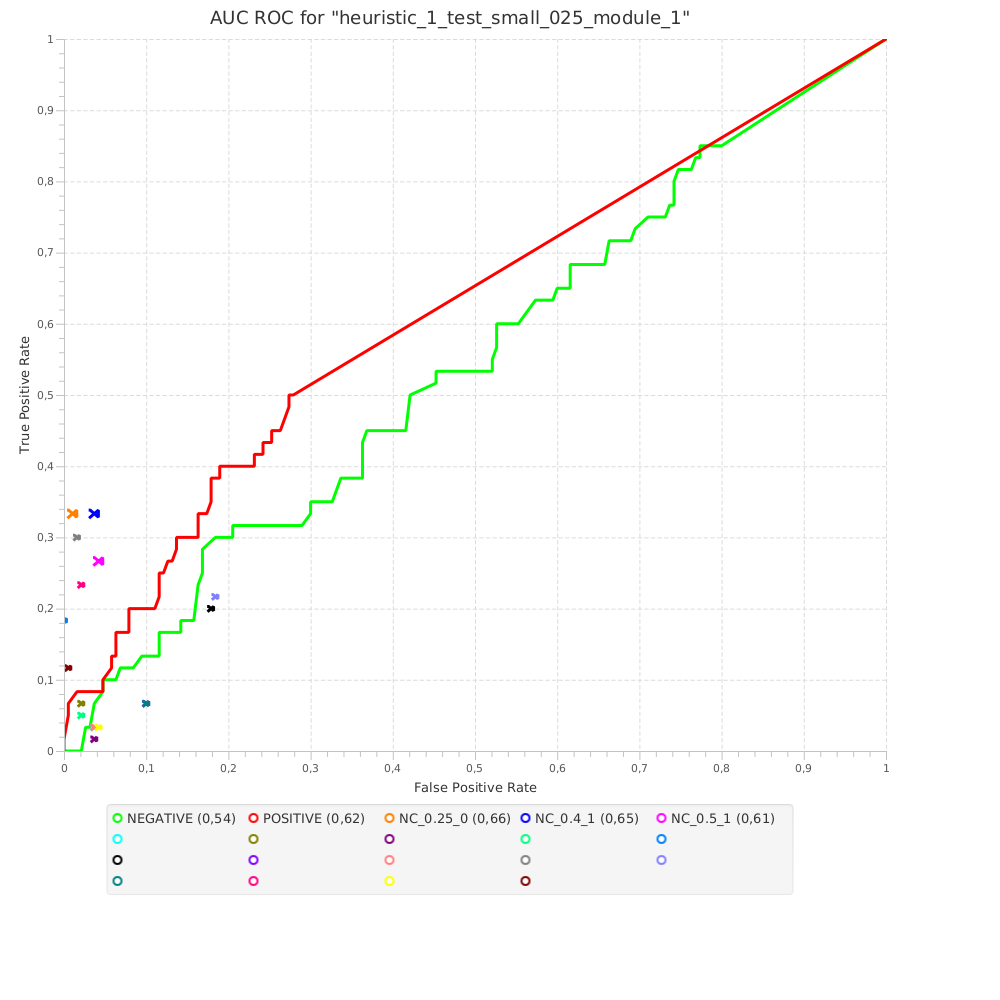 AUC ROC for "heuristic_1_test_small_025_module_1"
1
0,9
0,8
0,7
0,6
0,5
0,4
0,3
0,2
0,1
0
True Positive Rate
0 0,1 0,2 0,3 0,4 0,5 0,6 0,7 0,8 0,9 1
False Positive Rate
NEGATIVE (0,54) POSITIVE (0,62) NC_0.25_0 (0,66) NC_0.4_1 (0,65) NC_0.5_1 (0,61)